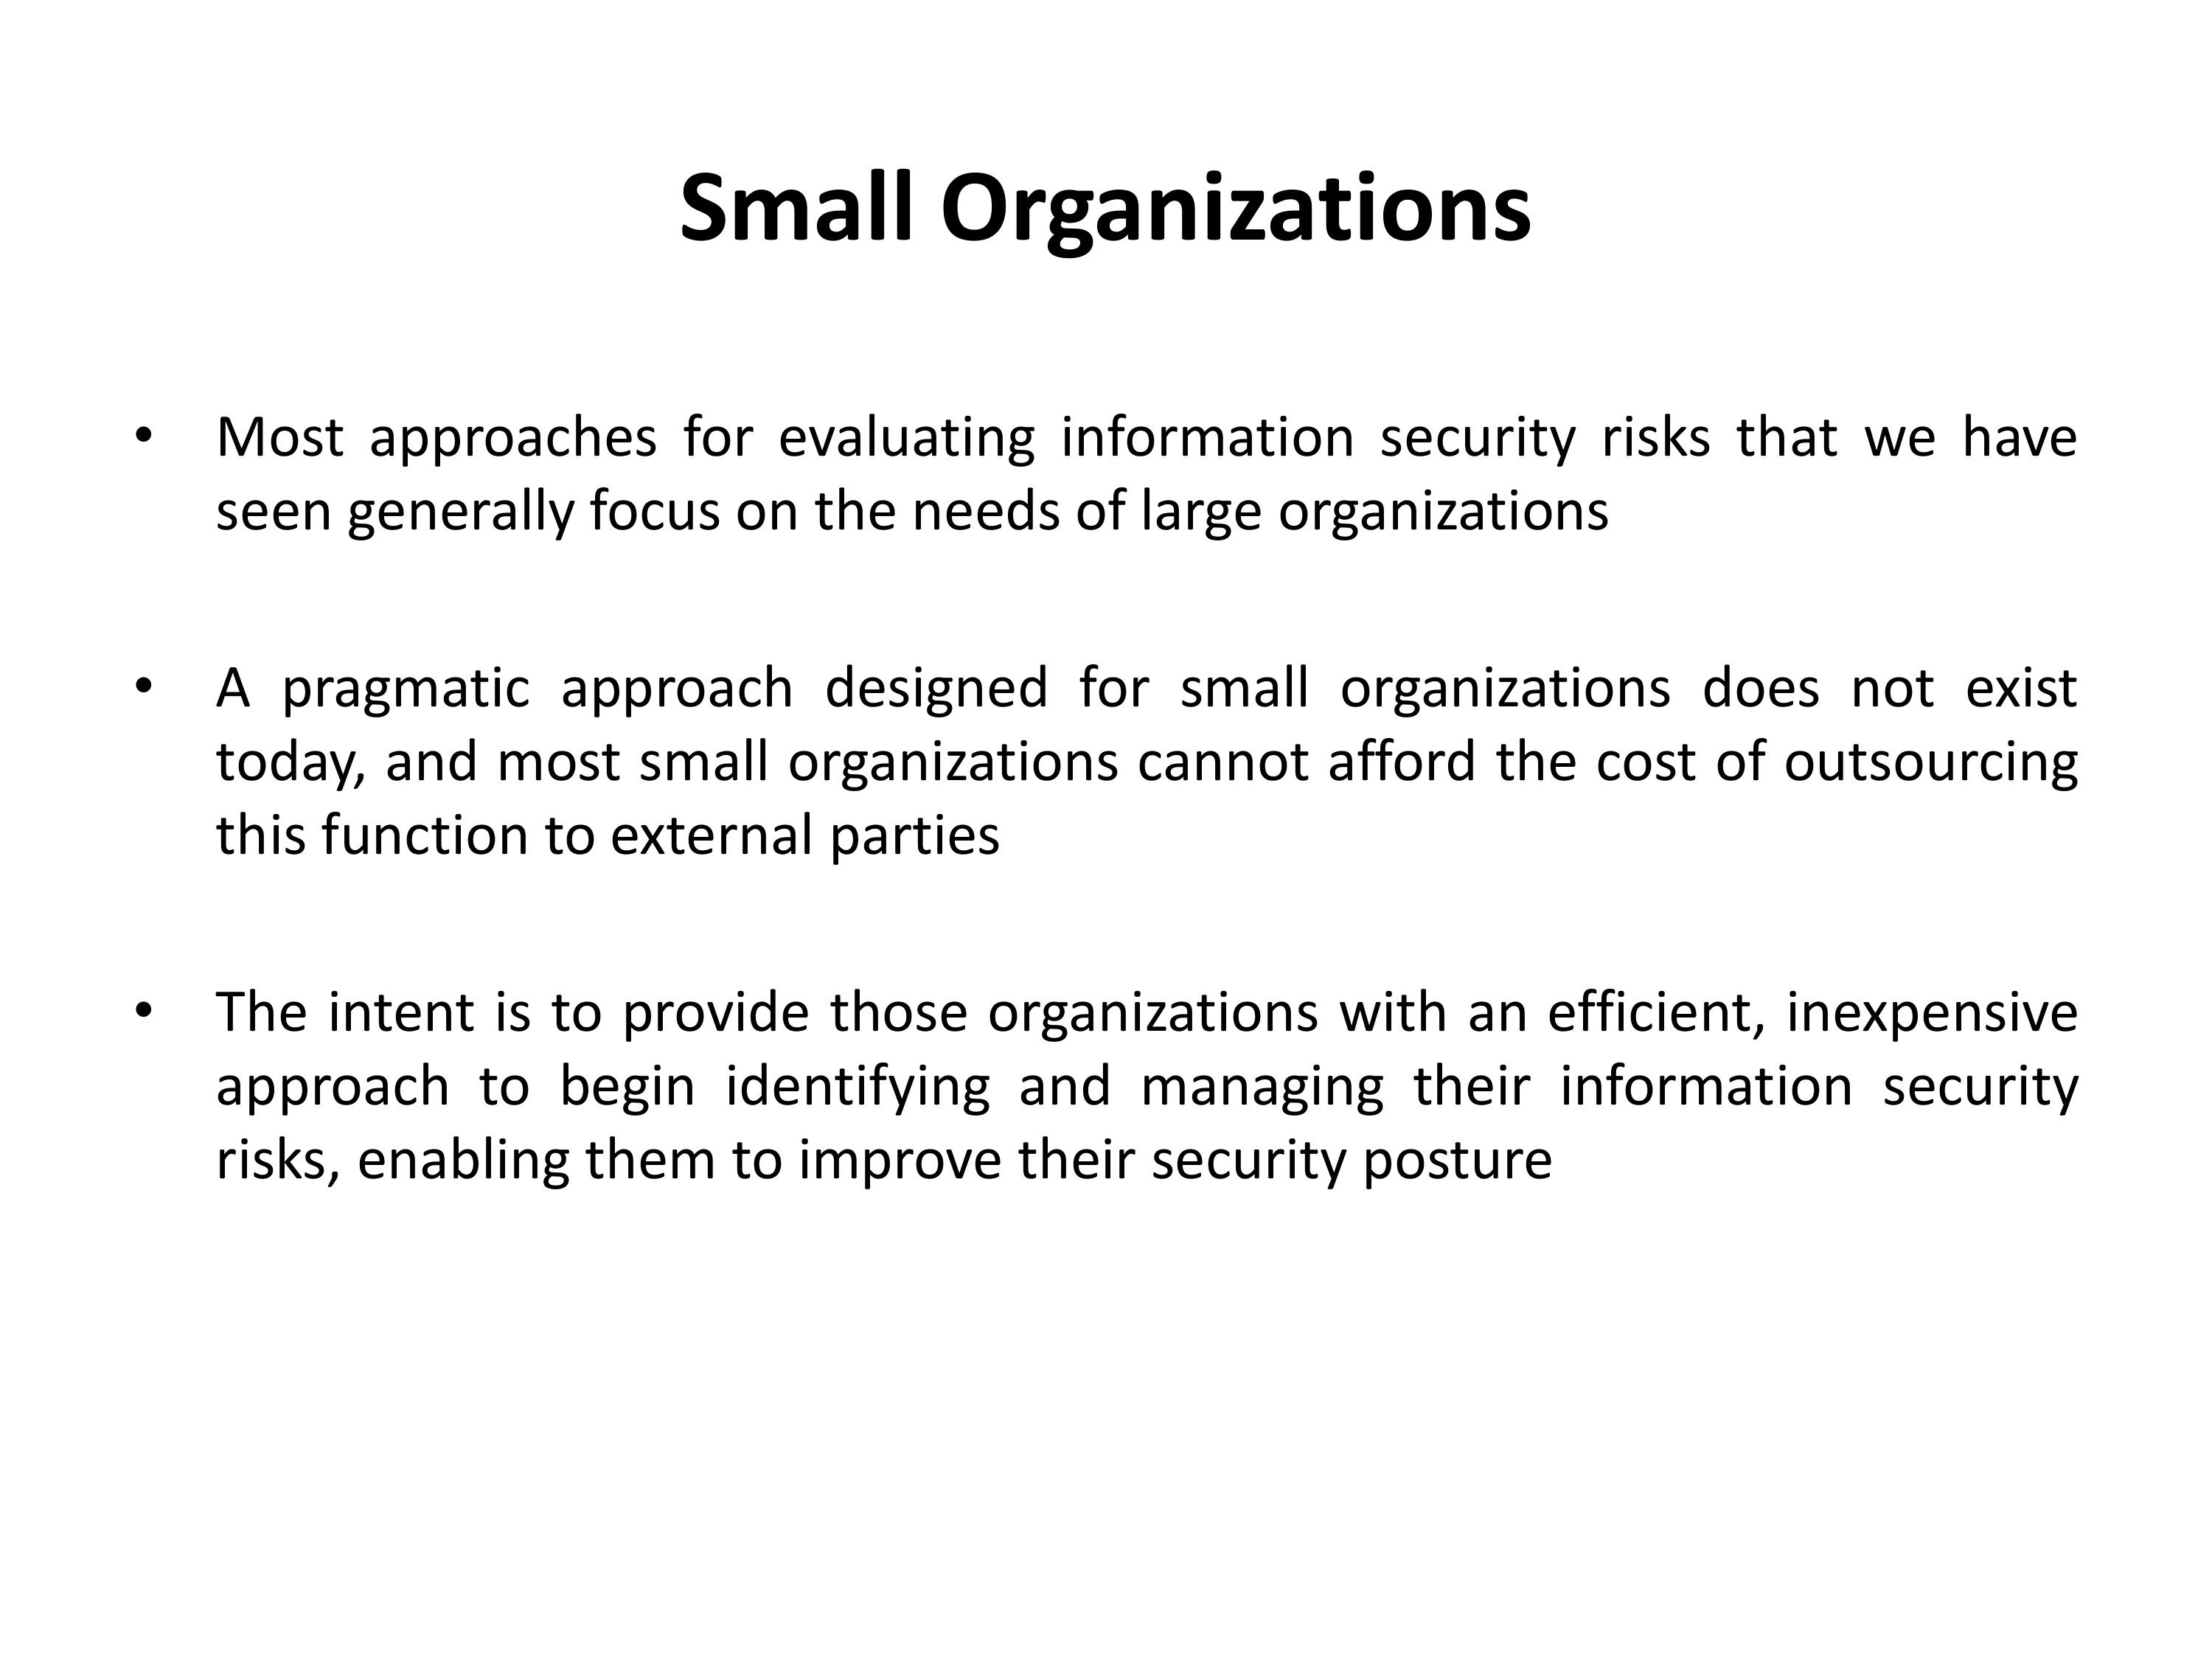 Small Organizations
• Most approaches for evaluating information security risks that we have
seen generally focus on the needs of large organizations
• A pragmatic approach designed for small organizations does not exist
today, and most small organizations cannot afford the cost of outsourcing
this function to external parties
• The intent is to provide those organizations with an efficient, inexpensive
approach to begin identifying and managing their information security
risks, enabling them to improve their security posture